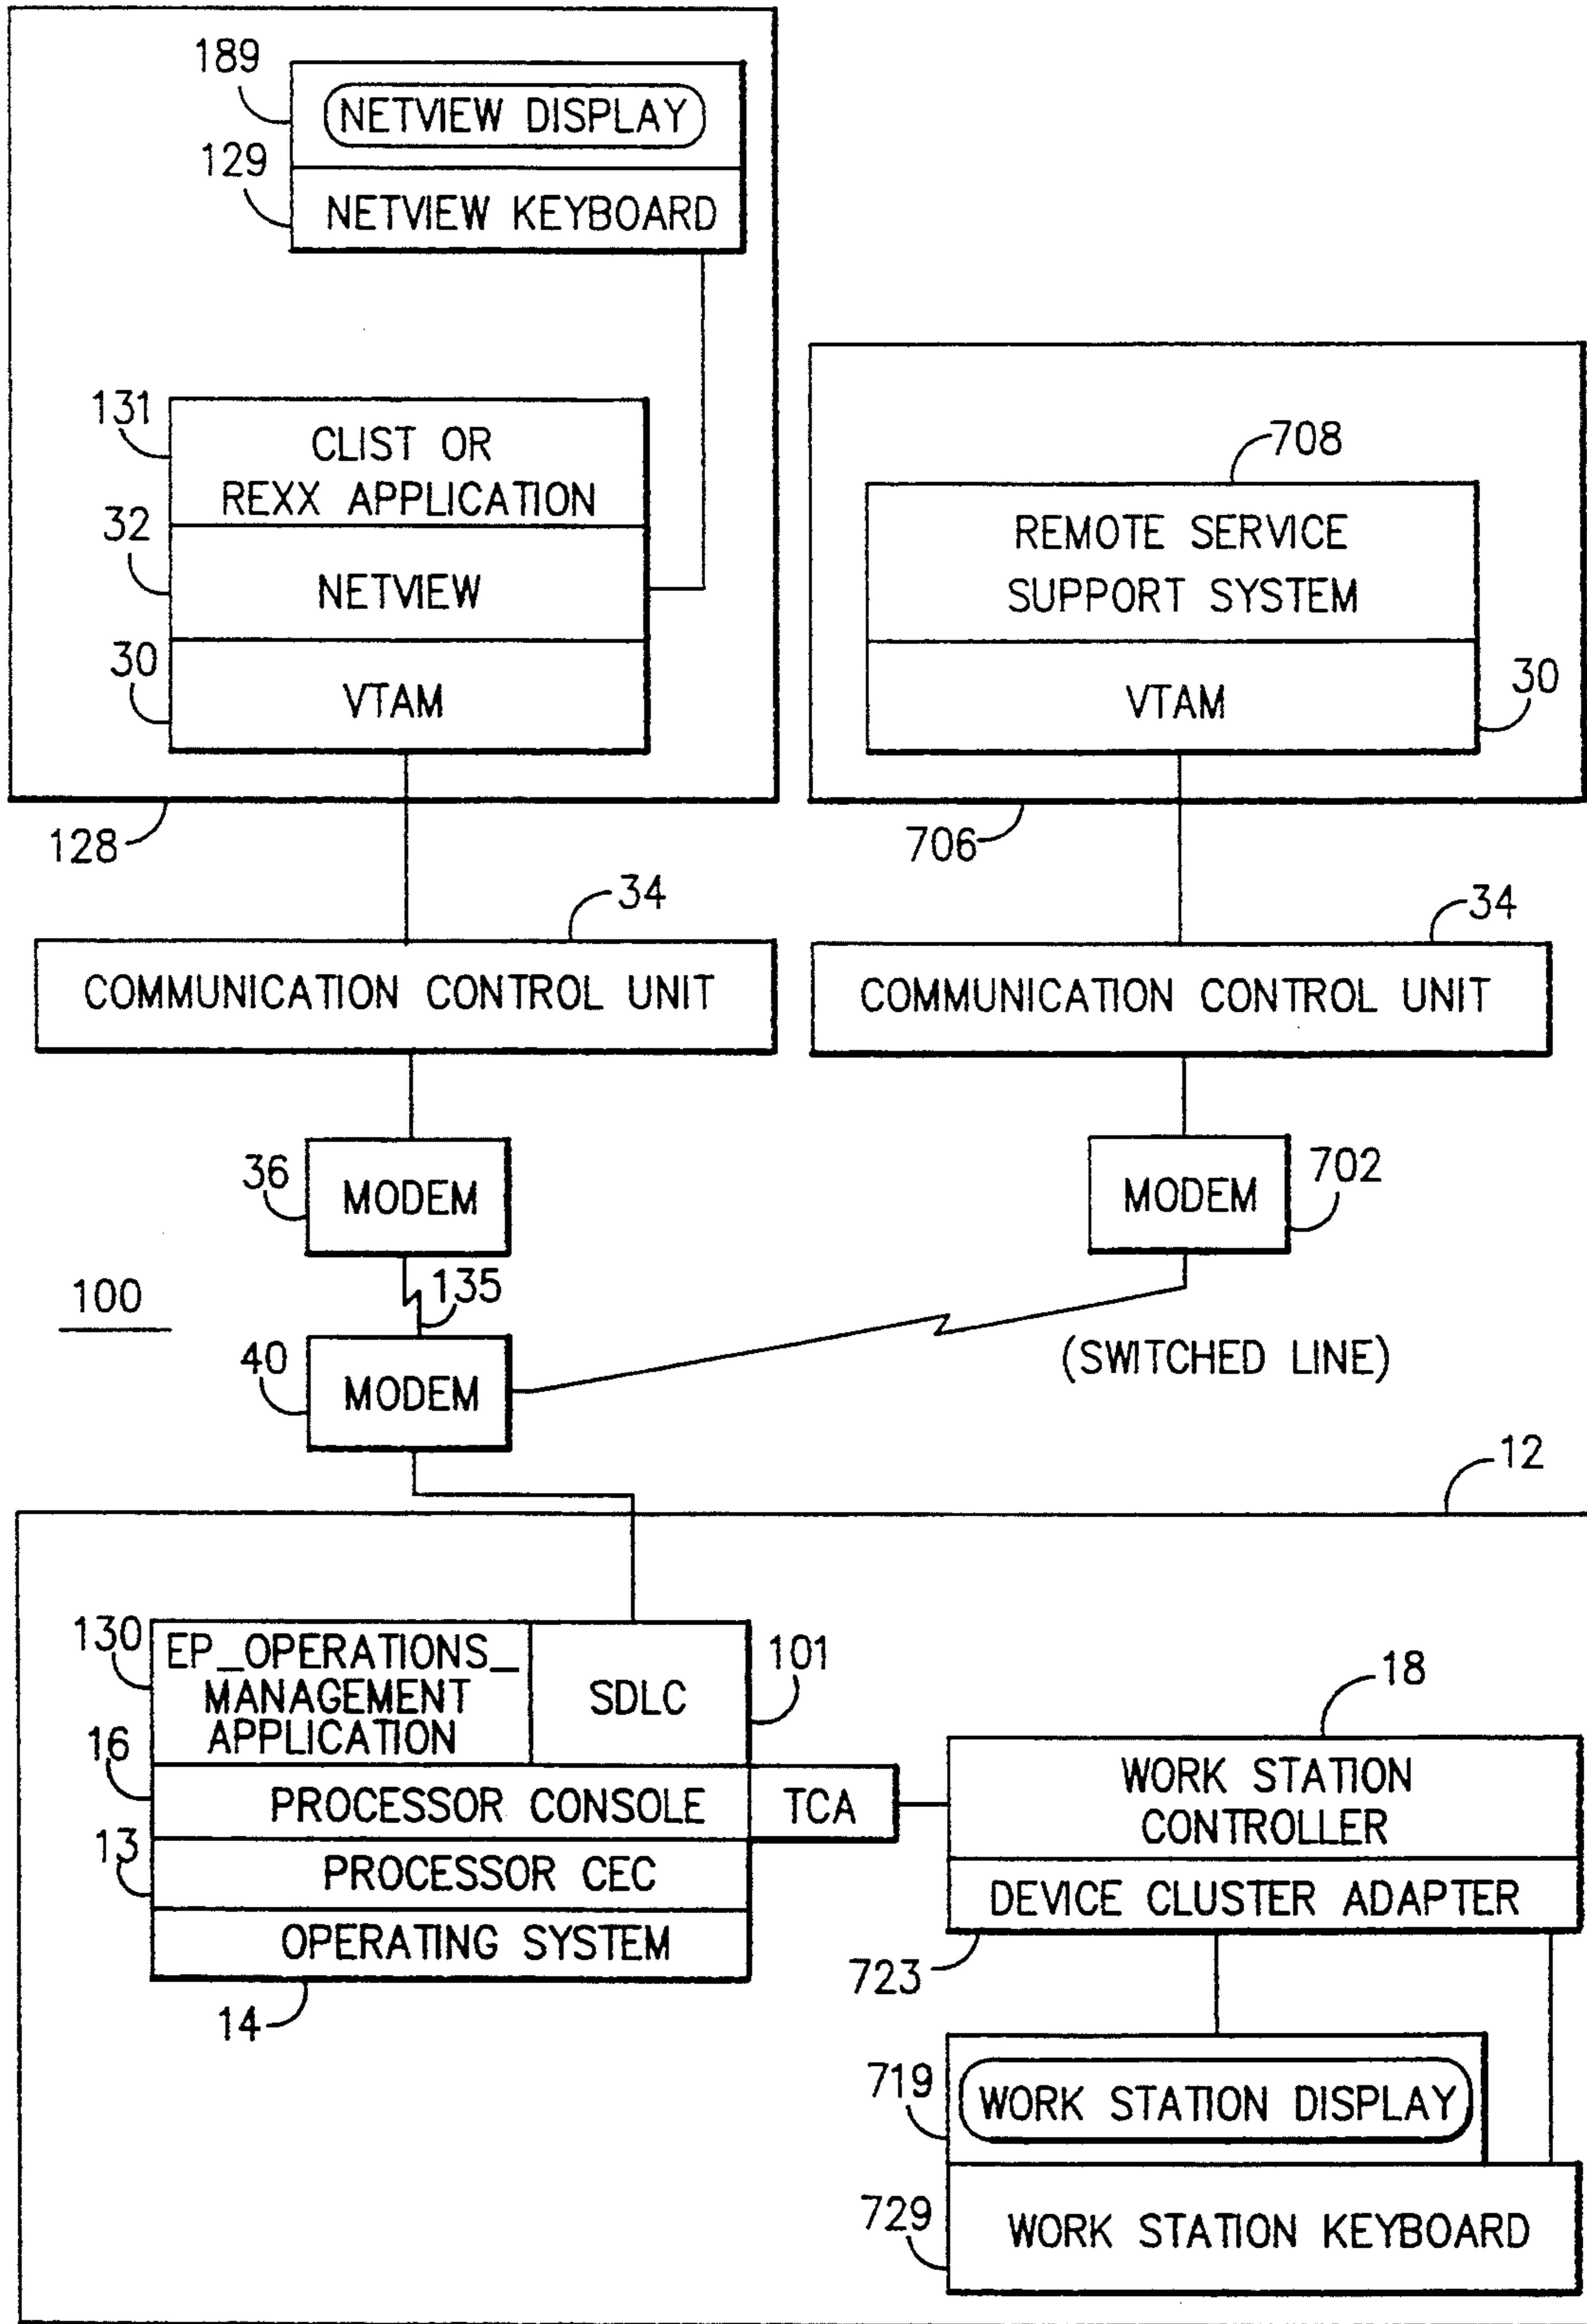 189
NETVIEW DISPLAY
129
NETVIEW KEYBOARD
131
CLIST OR
REXX APPLICATION
32
NETVIEW
30
VTAM
128
708
REMOTE SERVICE
SUPPORT SYSTEM
VTAM
30
706
34
COMMUNICATION CONTROL UNIT
34
COMMUNICATION CONTROL UNIT
36
MODEM
MODEM
702
100
135
40
MODEM
(SWITCHED LINE)
12
130
EP_OPERATIONS_
MANAGEMENT
APPLICATION
SDLC
101
16
PROCESSOR CONSOLE
TCA
13
PROCESSOR CEC
OPERATING SYSTEM
14
18
WORK STATION
CONTROLLER
DEVICE CLUSTER ADAPTER
723
719
WORK STATION DISPLAY
729
WORK STATION KEYBOARD